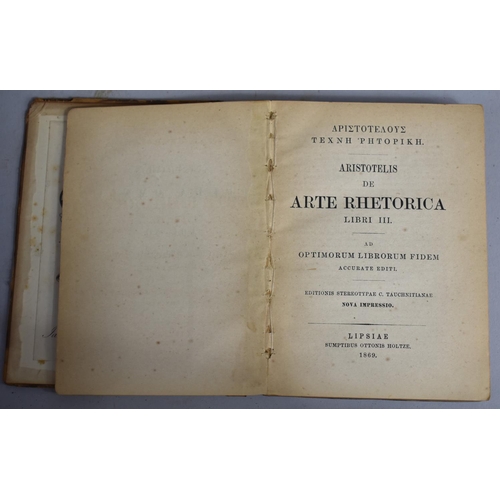 ΑΡΙΣΤΟΤΕΛΟΥΣ
ΤΕΧΝΗ ῬΗΤΟΡΙΚΗ.
ARISTOTELIS
DE
ARTE RHETORICA
LIBRI III.
AD
OPTIMORUM LIBRORUM FIDEM
ACCURATE EDITI.
EDITIONIS STEREOTYPAE C. TAUCHNITIANAE
NOVA IMPRESSIO.
LIPSIAE
SUMPTIBUS OTTONIS HOLTZE.
1869.